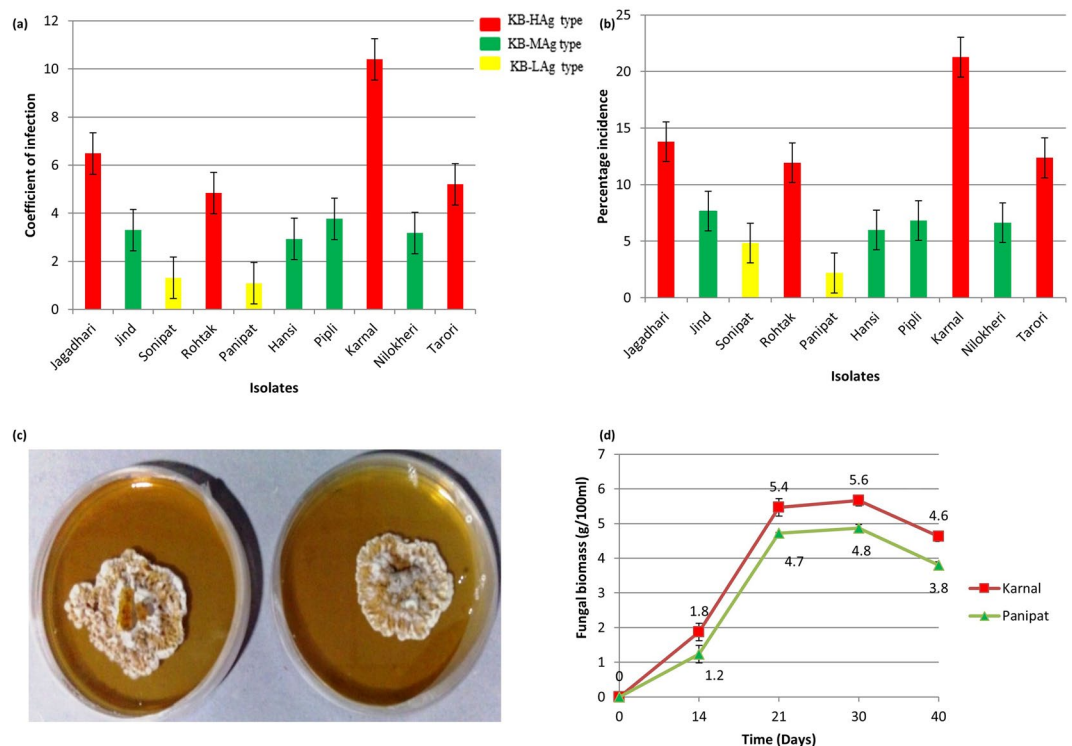 (a)
12
10
8
6
4
2
0
Coefficient of infection
KB-HAg type
KB-MAg type
KB-LAg type
Jagadhari
Jind
Sonipat
Rohtak
Panipat
Hansi
Pipli
Karnal
Nilokheri
Tarori
Isolates
(b)
25
20
15
10
5
0
Percentage incidence
Jagadhari
Jind
Sonipat
Rohtak
Panipat
Hansi
Pipli
Karnal
Nilokheri
Tarori
Isolates
(c)
(d)
7
6
5
4
3
2
1
0
Fungal biomass (g/100ml)
0
1.8
5.4
5.6
4.6
1.2
4.7
4.8
3.8
Karnal
Panipat
0 14 21 30 40
Time (Days)